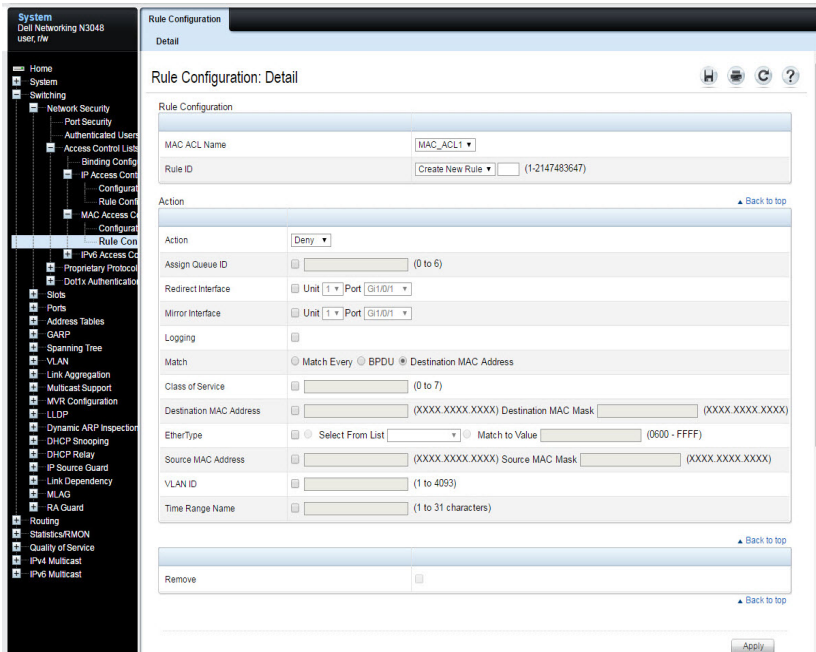 System
Dell Networking N3048
user, r/w
Home
System
Switching
Network Security
Port Security
Authenticated Users
Access Control Lists
Binding Config
IP Access Cont
Configurat
Rule Confi
MAC Access Co
Configurat
Rule Con
IPv6 Access Co
Proprietary Protocol
Dot1x Authentication
Slots
Ports
Address Tables
GARP
Spanning Tree
VLAN
Link Aggregation
Multicast Support
MVR Configuration
LLDP
Dynamic ARP Inspection
DHCP Snooping
DHCP Relay
IP Source Guard
Link Dependency
MLAG
RA Guard
Routing
Statistics/RMON
Quality of Service
IPv4 Multicast
IPv6 Multicast
Rule Configuration
Detail
Rule Configuration: Detail
Rule Configuration
MAC ACL Name MAC_ACL1
Rule ID Create New Rule (1-2147483647)
Action Back to top
Action Deny
Assign Queue ID (0 to 6)
Redirect Interface Unit 1 Port Gi1/0/1
Mirror Interface Unit 1 Port Gi1/0/1
Logging
Match Match Every BPDU Destination MAC Address
Class of Service (0 to 7)
Destination MAC Address (XXXX.XXXX.XXXX) Destination MAC Mask (XXXX.XXXX.XXXX)
EtherType Select From List Match to Value (0600 - FFFF)
Source MAC Address (XXXX.XXXX.XXXX) Source MAC Mask (XXXX.XXXX.XXXX)
VLAN ID (1 to 4093)
Time Range Name (1 to 31 characters)
Back to top
Remove
Back to top
Apply